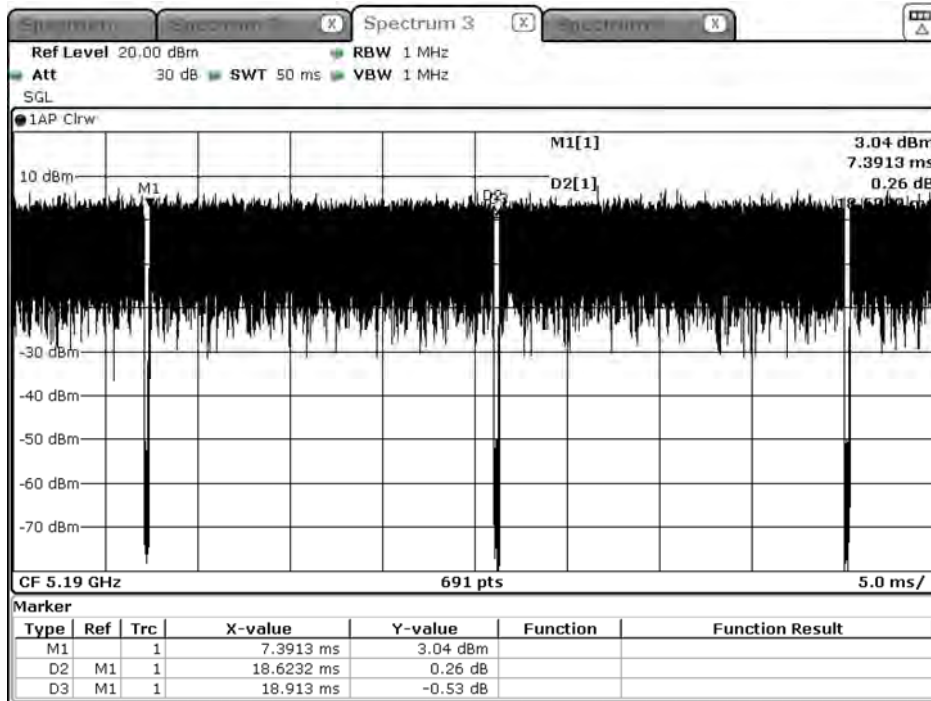 Spectrum 3
Ref Level 20.00 dBm RBW 1 MHz
Att 30 dB SWT 50 ms VBW 1 MHz
SGL
1AP Clrw
M1[1] 3.04 dBm
7.3913 ms
10 dBm
M1
D2[1] 0.26 dB
-30 dBm
-40 dBm
-50 dBm
-60 dBm
-70 dBm
CF 5.19 GHz 691 pts 5.0 ms/
Marker
Type Ref Trc X-value Y-value Function Function Result
M1 1 7.3913 ms 3.04 dBm
D2 M1 1 18.6232 ms 0.26 dB
D3 M1 1 18.913 ms -0.53 dB